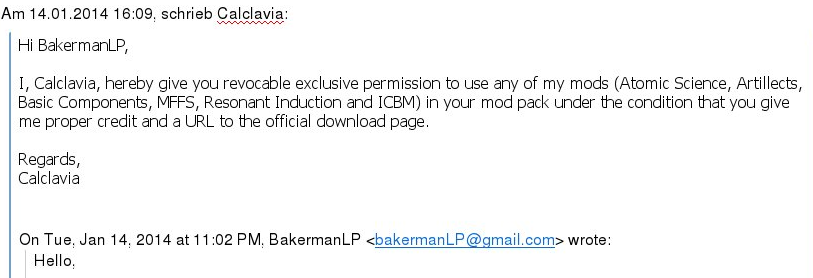 Am 14.01.2014 16:09, schrieb Calclavia:
Hi BakermanLP,
I, Calclavia, hereby give you revocable exclusive permission to use any of my mods (Atomic Science, Artillects,
Basic Components, MFFS, Resonant Induction and ICBM) in your mod pack under the condition that you give
me proper credit and a URL to the official download page.
Regards,
Calclavia
On Tue, Jan 14, 2014 at 11:02 PM, BakermanLP <bakermanLP@gmail.com> wrote:
Hello,